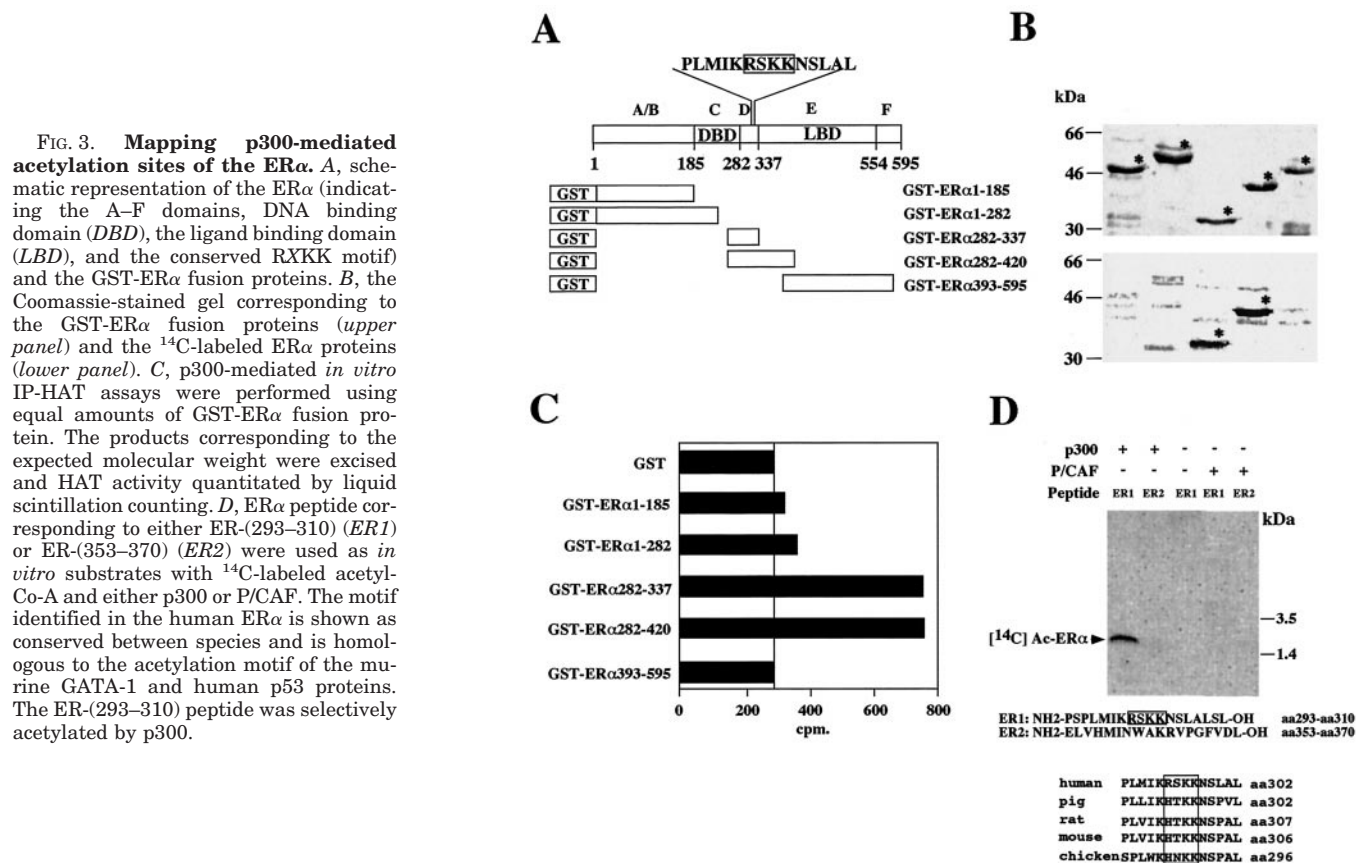 FIG. 3. Mapping p300-mediated
acetylation sites of the ERα. A, sche-
matic representation of the ERα (indicat-
ing the A–F domains, DNA binding
domain (DBD), the ligand binding domain
(LBD), and the conserved RXKK motif)
and the GST-ERα fusion proteins. B, the
Coomassie-stained gel corresponding to
the GST-ERα fusion proteins (upper
panel) and the ¹⁴C-labeled ERα proteins
(lower panel). C, p300-mediated in vitro
IP-HAT assays were performed using
equal amounts of GST-ERα fusion pro-
tein. The products corresponding to the
expected molecular weight were excised
and HAT activity quantitated by liquid
scintillation counting. D, ERα peptide cor-
responding to either ER-(293–310) (ER1)
or ER-(353–370) (ER2) were used as in
vitro substrates with ¹⁴C-labeled acetyl-
Co-A and either p300 or P/CAF. The motif
identified in the human ERα is shown as
conserved between species and is homol-
ogous to the acetylation motif of the mu-
rine GATA-1 and human p53 proteins.
The ER-(293–310) peptide was selectively
acetylated by p300.
A
PLMIKRSKKNSLAL
A/B C D E F
DBD LBD
1 185 282 337 554 595
GST GST-ERα1-185
GST GST-ERα1-282
GST GST-ERα282-337
GST GST-ERα282-420
GST GST-ERα393-595
B
kDa
66
* * * * *
46
30
66
46
* *
30
C
GST
GST-ERα1-185
GST-ERα1-282
GST-ERα282-337
GST-ERα282-420
GST-ERα393-595
0 200 400 600 800
cpm.
D
p300 + + - - -
P/CAF - - - + +
Peptide ER1 ER2 ER1 ER1 ER2
kDa
3.5
[¹⁴C] Ac-ERα
1.4
ER1: NH2-PSPLMIKRSKKNSLALSL-OH aa293-aa310
ER2: NH2-ELVHMINWAKRVPGFVDL-OH aa353-aa370
human PLMIKRSKKNSLAL aa302
pig PLLIKHTKKNSPVL aa302
rat PLVIKHTKKNSPAL aa307
mouse PLVIKHTKKNSPAL aa306
chicken SPLWKHNKKNSPAL aa296